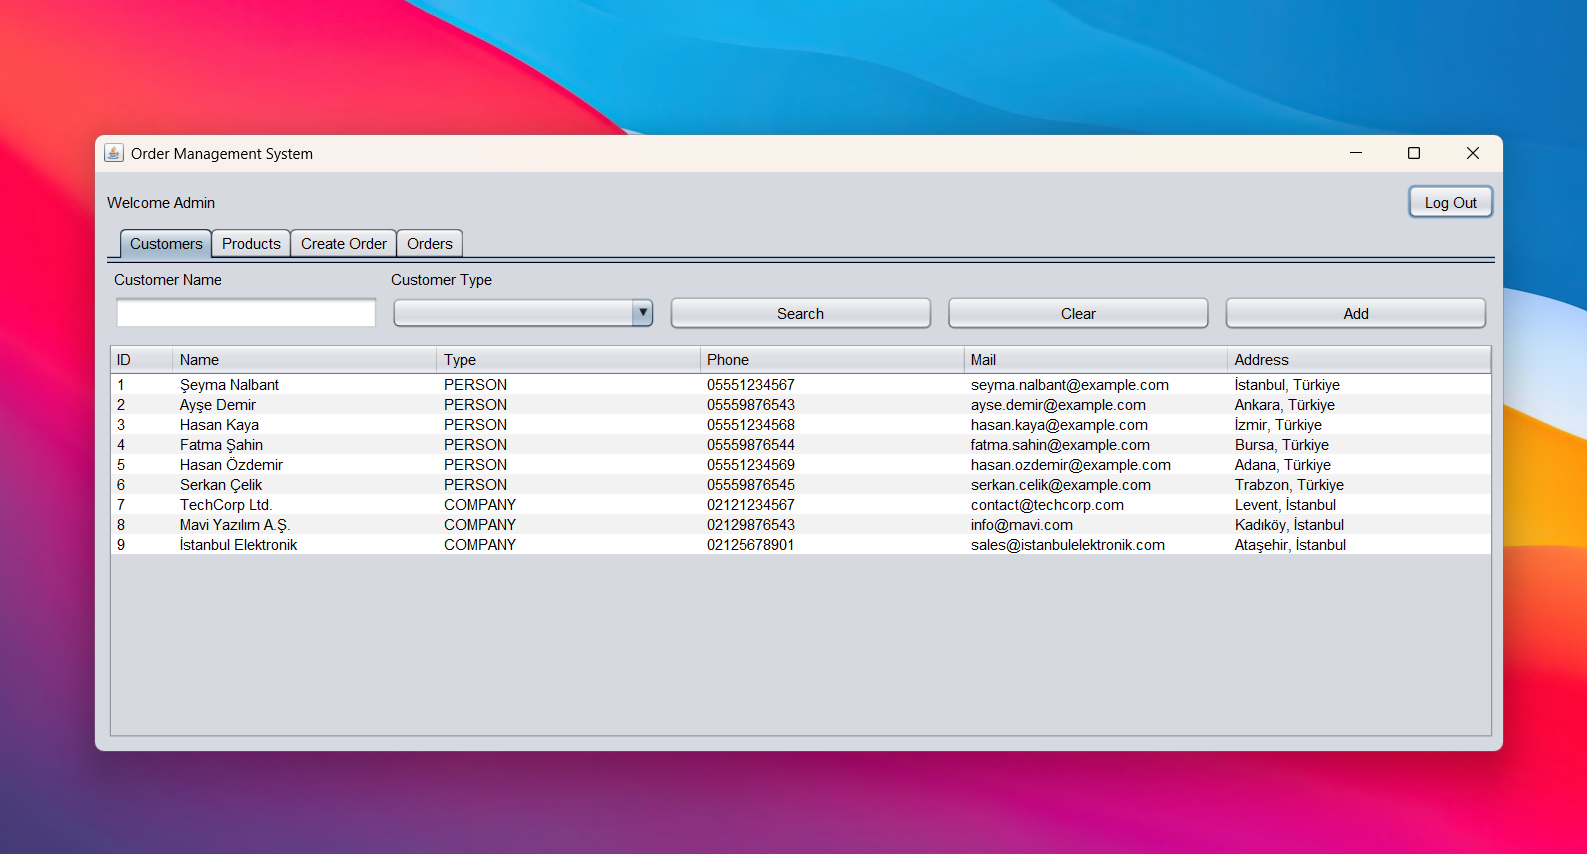 Order Management System
Welcome Admin
Log Out
Customers Products Create Order Orders
Customer Name Customer Type
Search Clear Add
ID Name Type Phone Mail Address
1 Şeyma Nalbant PERSON 05551234567 seyma.nalbant@example.com İstanbul, Türkiye
2 Ayşe Demir PERSON 05559876543 ayse.demir@example.com Ankara, Türkiye
3 Hasan Kaya PERSON 05551234568 hasan.kaya@example.com İzmir, Türkiye
4 Fatma Şahin PERSON 05559876544 fatma.sahin@example.com Bursa, Türkiye
5 Hasan Özdemir PERSON 05551234569 hasan.ozdemir@example.com Adana, Türkiye
6 Serkan Çelik PERSON 05559876545 serkan.celik@example.com Trabzon, Türkiye
7 TechCorp Ltd. COMPANY 02121234567 contact@techcorp.com Levent, İstanbul
8 Mavi Yazılım A.Ş. COMPANY 02129876543 info@mavi.com Kadıköy, İstanbul
9 İstanbul Elektronik COMPANY 02125678901 sales@istanbulelektronik.com Ataşehir, İstanbul